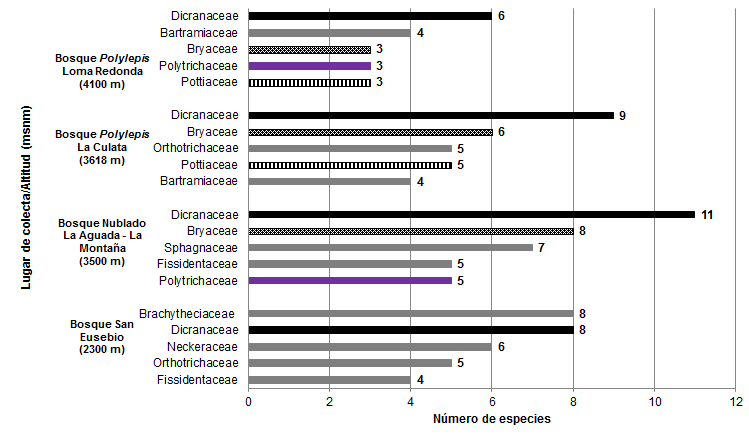 Lugar de colecta/Altitud (msnm)
Bosque Polylepis
Loma Redonda
(4100 m)
Dicranaceae 6
Bartramiaceae 4
Bryaceae 3
Polytrichaceae 3
Pottiaceae 3
Bosque Polylepis
La Culata
(3618 m)
Dicranaceae 9
Bryaceae 6
Orthotrichaceae 5
Pottiaceae 5
Bartramiaceae 4
Bosque Nublado
La Aguada - La
Montaña
(3500 m)
Dicranaceae 11
Bryaceae 8
Sphagnaceae 7
Fissidentaceae 5
Polytrichaceae 5
Bosque San
Eusebio
(2300 m)
Brachytheciaceae 8
Dicranaceae 8
Neckeraceae 6
Orthotrichaceae 5
Fissidentaceae 4
0 2 4 6 8 10 12
Número de especies